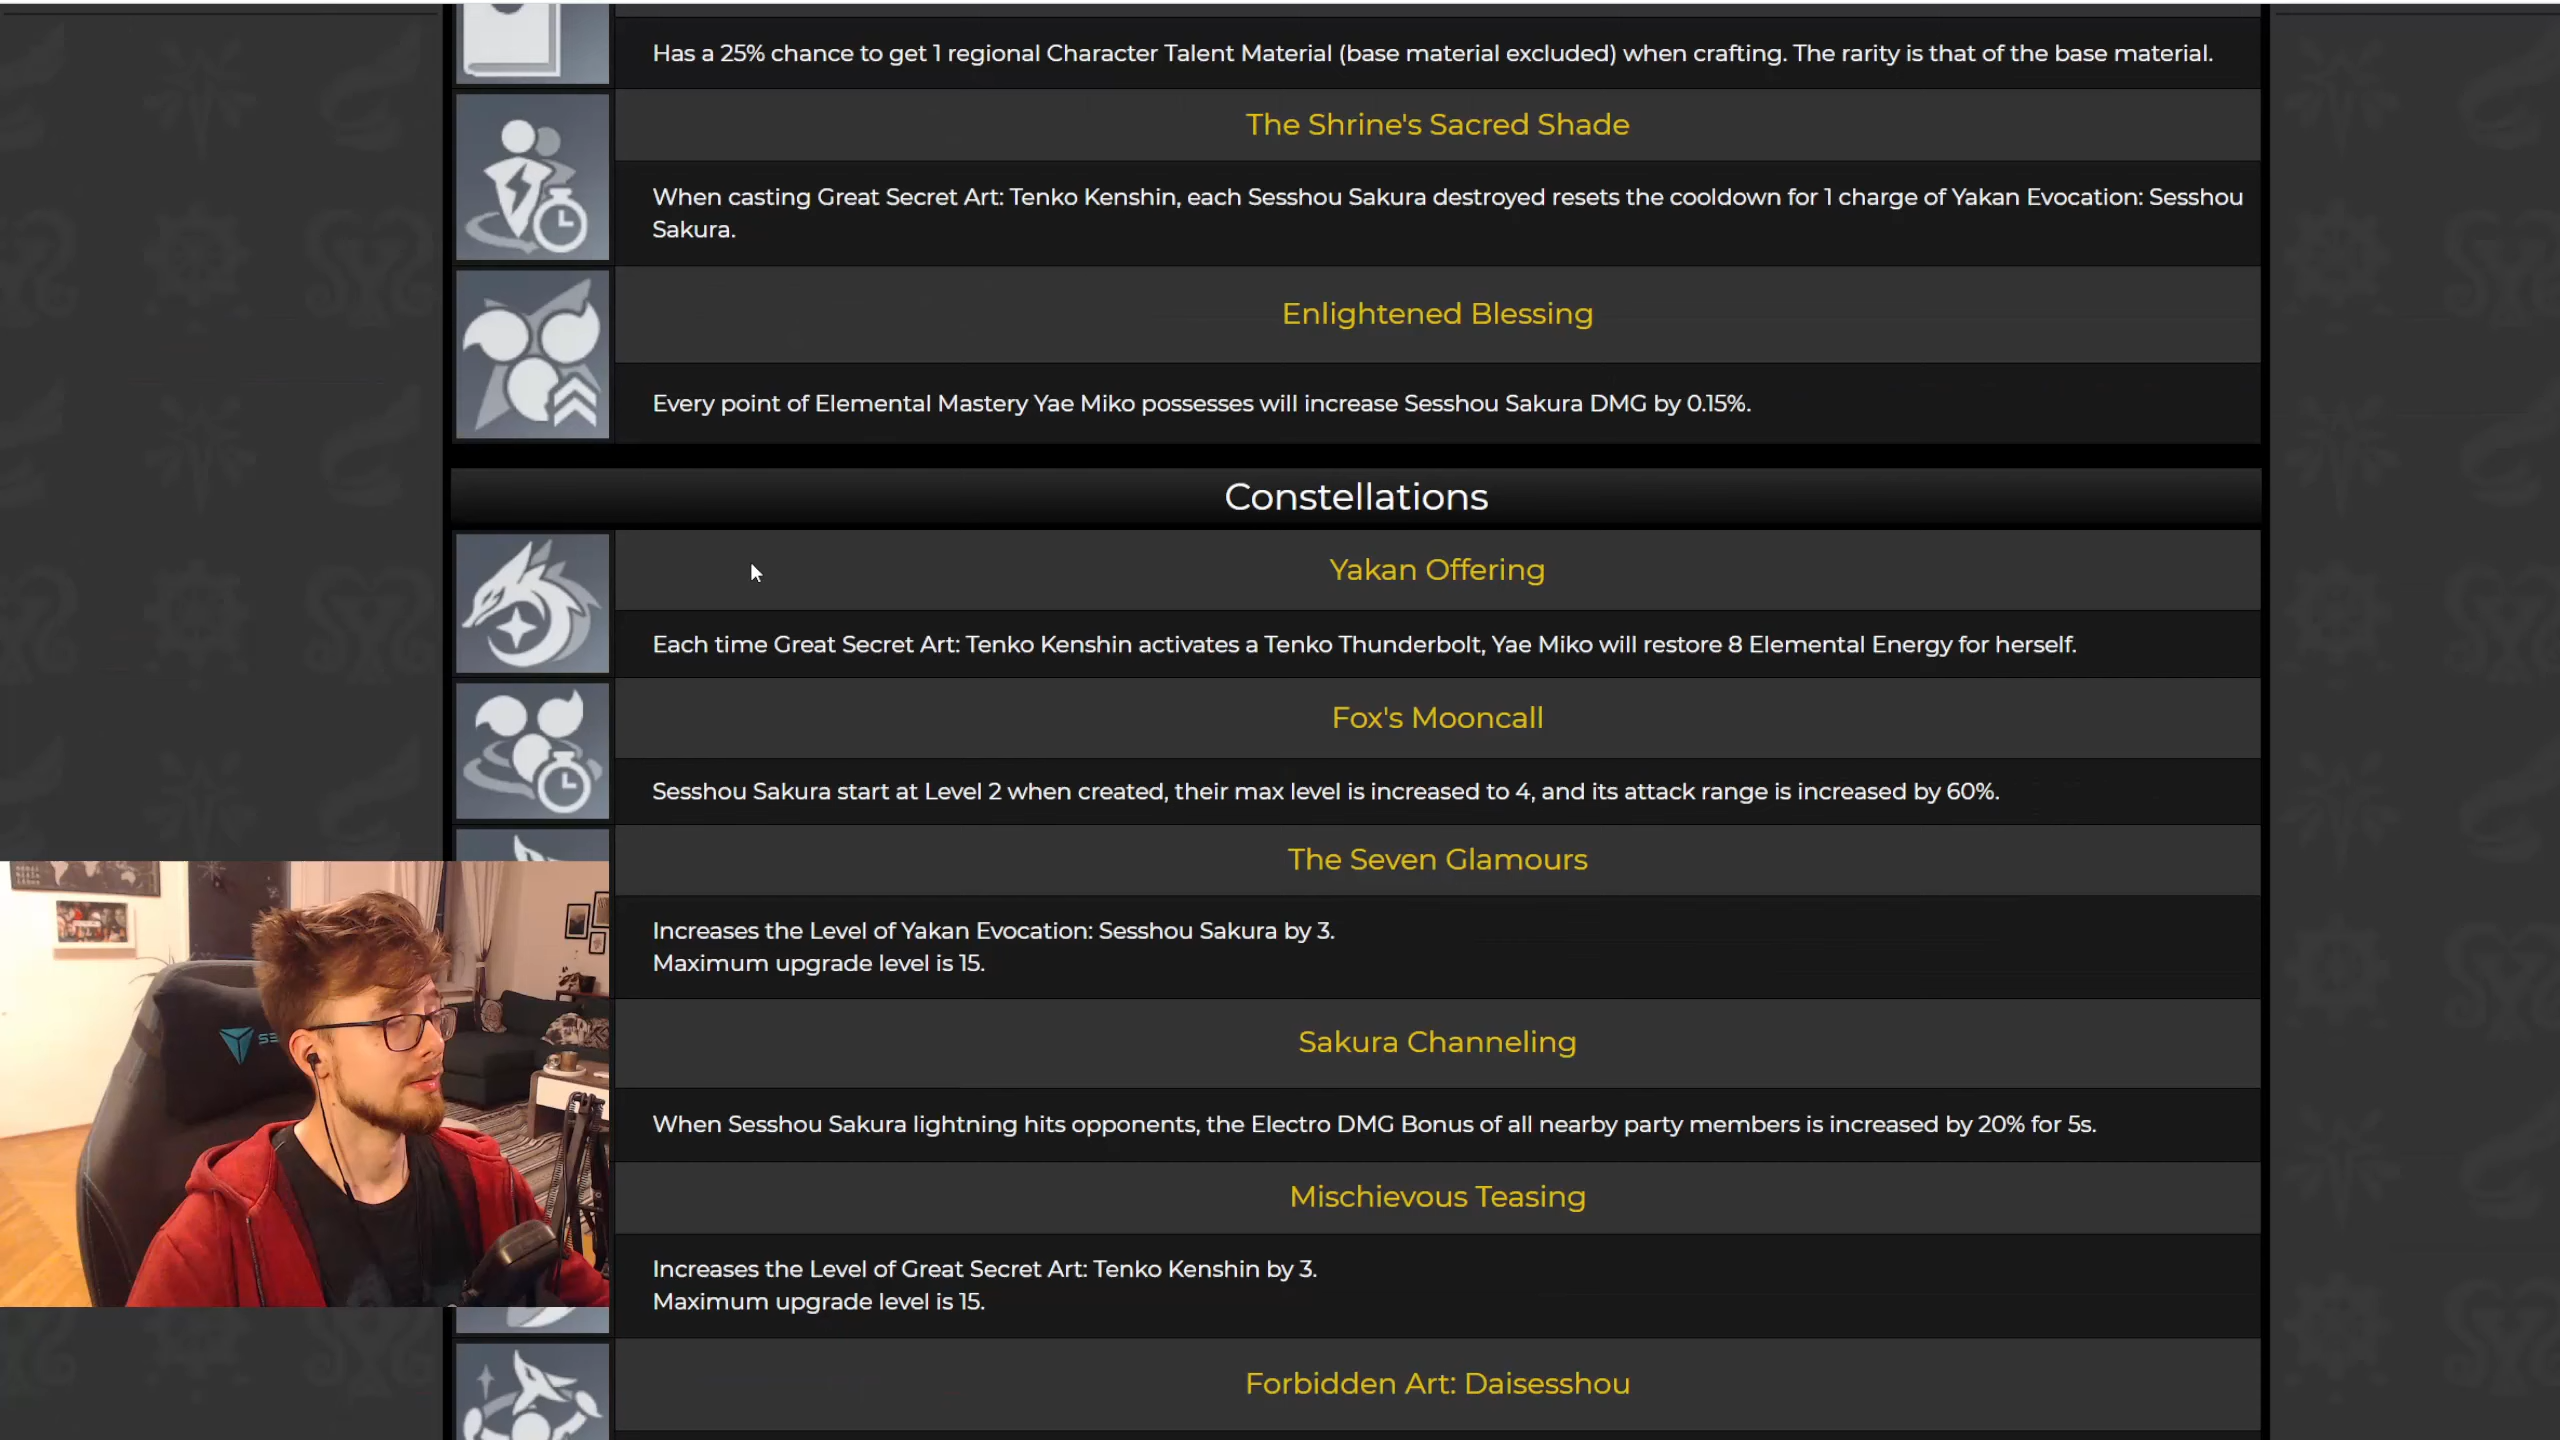 Has a 25% chance to get 1 regional Character Talent Material (base material excluded) when crafting. The rarity is that of the base material.
The Shrine's Sacred Shade
When casting Great Secret Art: Tenko Kenshin, each Sesshou Sakura destroyed resets the cooldown for 1 charge of Yakan Evocation: Sesshou
Sakura.
Enlightened Blessing
Every point of Elemental Mastery Yae Miko possesses will increase Sesshou Sakura DMG by 0.15%.
Constellations
Yakan Offering
Each time Great Secret Art: Tenko Kenshin activates a Tenko Thunderbolt, Yae Miko will restore 8 Elemental Energy for herself.
Fox's Mooncall
Sesshou Sakura start at Level 2 when created, their max level is increased to 4, and its attack range is increased by 60%.
The Seven Glamours
Increases the Level of Yakan Evocation: Sesshou Sakura by 3.
Maximum upgrade level is 15.
Sakura Channeling
When Sesshou Sakura lightning hits opponents, the Electro DMG Bonus of all nearby party members is increased by 20% for 5s.
Mischievous Teasing
Increases the Level of Great Secret Art: Tenko Kenshin by 3.
Maximum upgrade level is 15.
Forbidden Art: Daisesshou